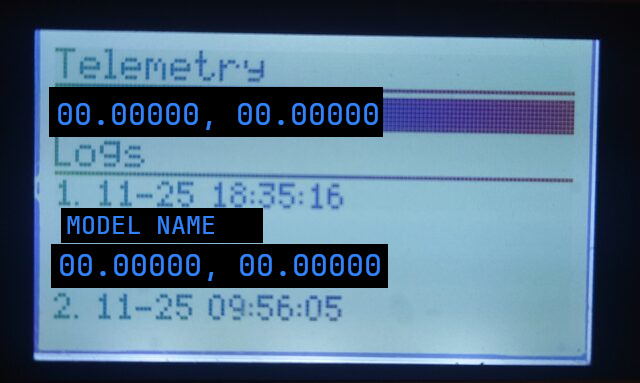 Telemetry
00.00000, 00.00000
Logs
1. 11-25 18:35:16
MODEL NAME
00.00000, 00.00000
2. 11-25 09:56:05